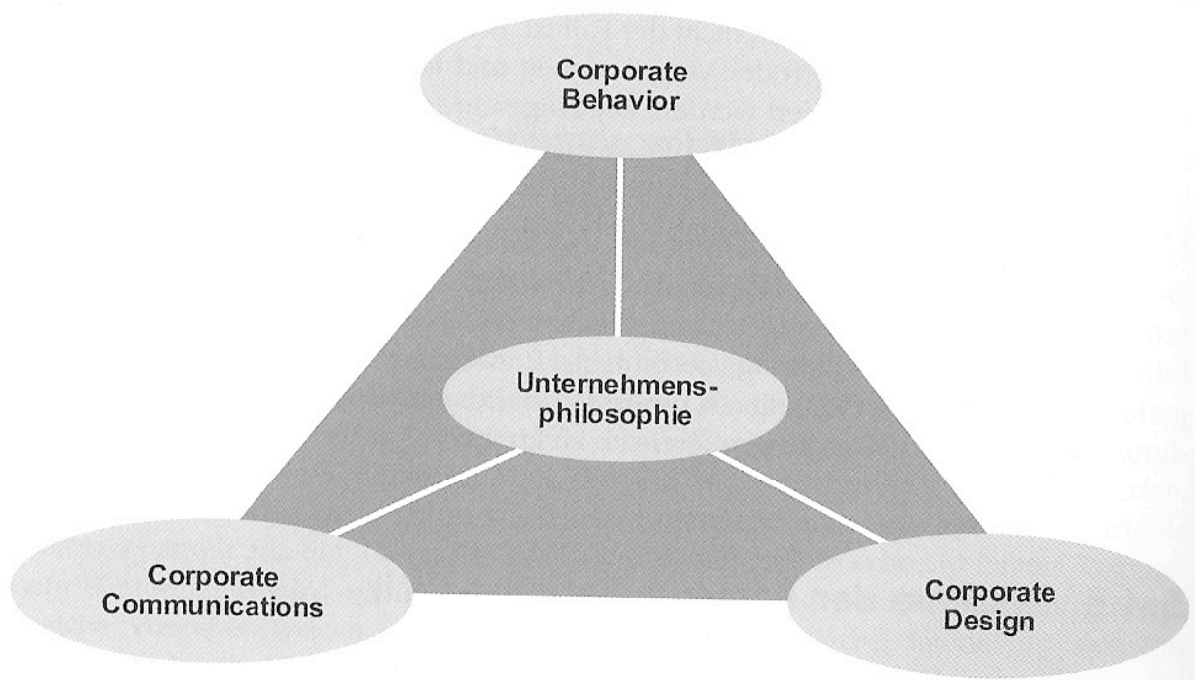 Corporate
Behavior
Unternehmens-
philosophie
Corporate
Communications
Corporate
Design